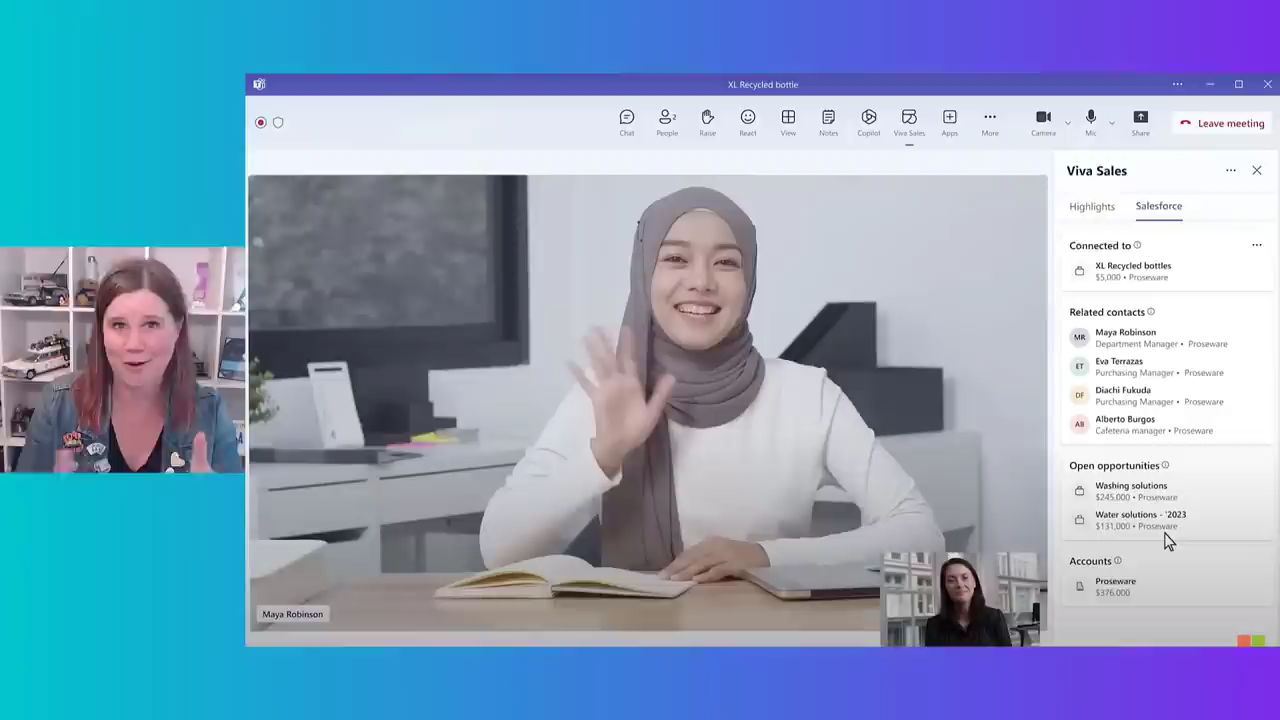 XL Recycled bottle
Chat
People 2
Raise
React
View
Notes
Copilot
Viva Sales
Apps
More
Camera
Mic
Share
Leave meeting
Viva Sales
Highlights
Salesforce
Connected to
XL Recycled bottles
$5,000 • Proseware
Related contacts
MR
Maya Robinson
Department Manager • Proseware
ET
Eva Terrazas
Purchasing Manager • Proseware
DF
Diachi Fukuda
Purchasing Manager • Proseware
AB
Alberto Burgos
Cafeteria manager • Proseware
Open opportunities
Washing solutions
$245,000 • Proseware
Water solutions - '2023
$131,000 • Proseware
Accounts
Proseware
$376,000
Maya Robinson